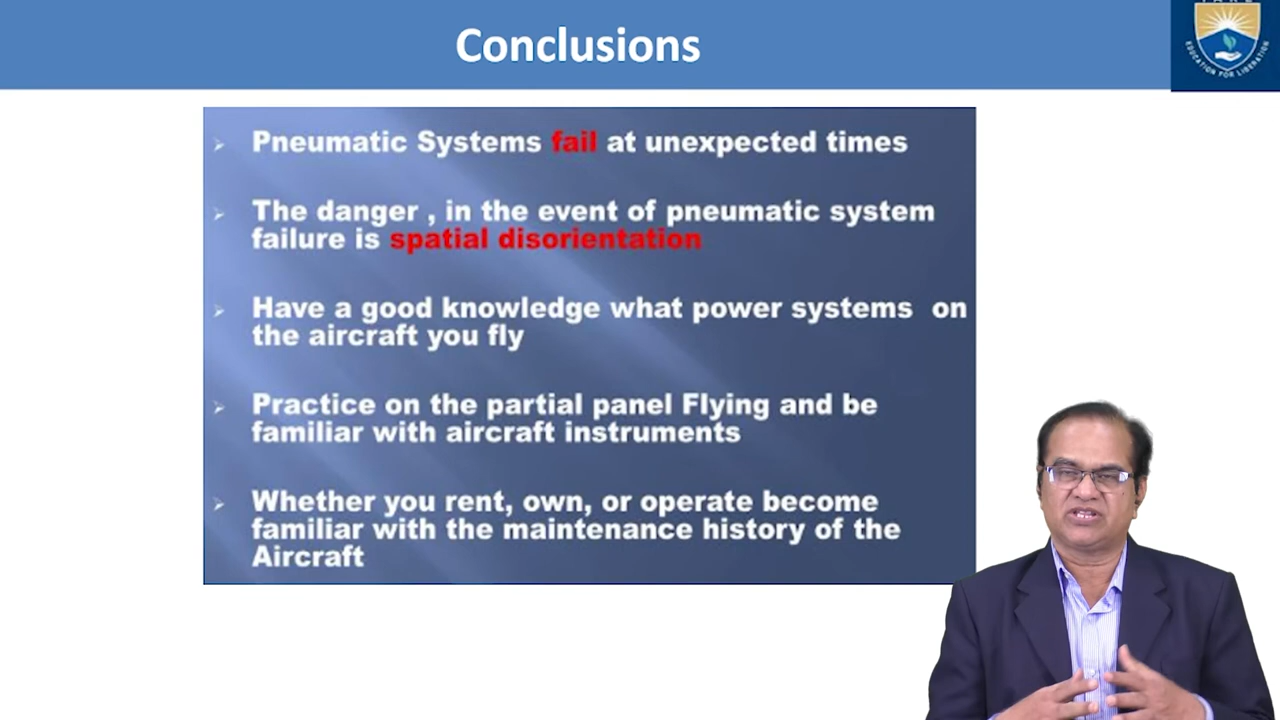 Conclusions
Pneumatic Systems fail at unexpected times
The danger , in the event of pneumatic system
failure is spatial disorientation
Have a good knowledge what power systems on
the aircraft you fly
Practice on the partial panel Flying and be
familiar with aircraft instruments
Whether you rent, own, or operate become
familiar with the maintenance history of the
Aircraft
EDUCATION FOR LIBERATION